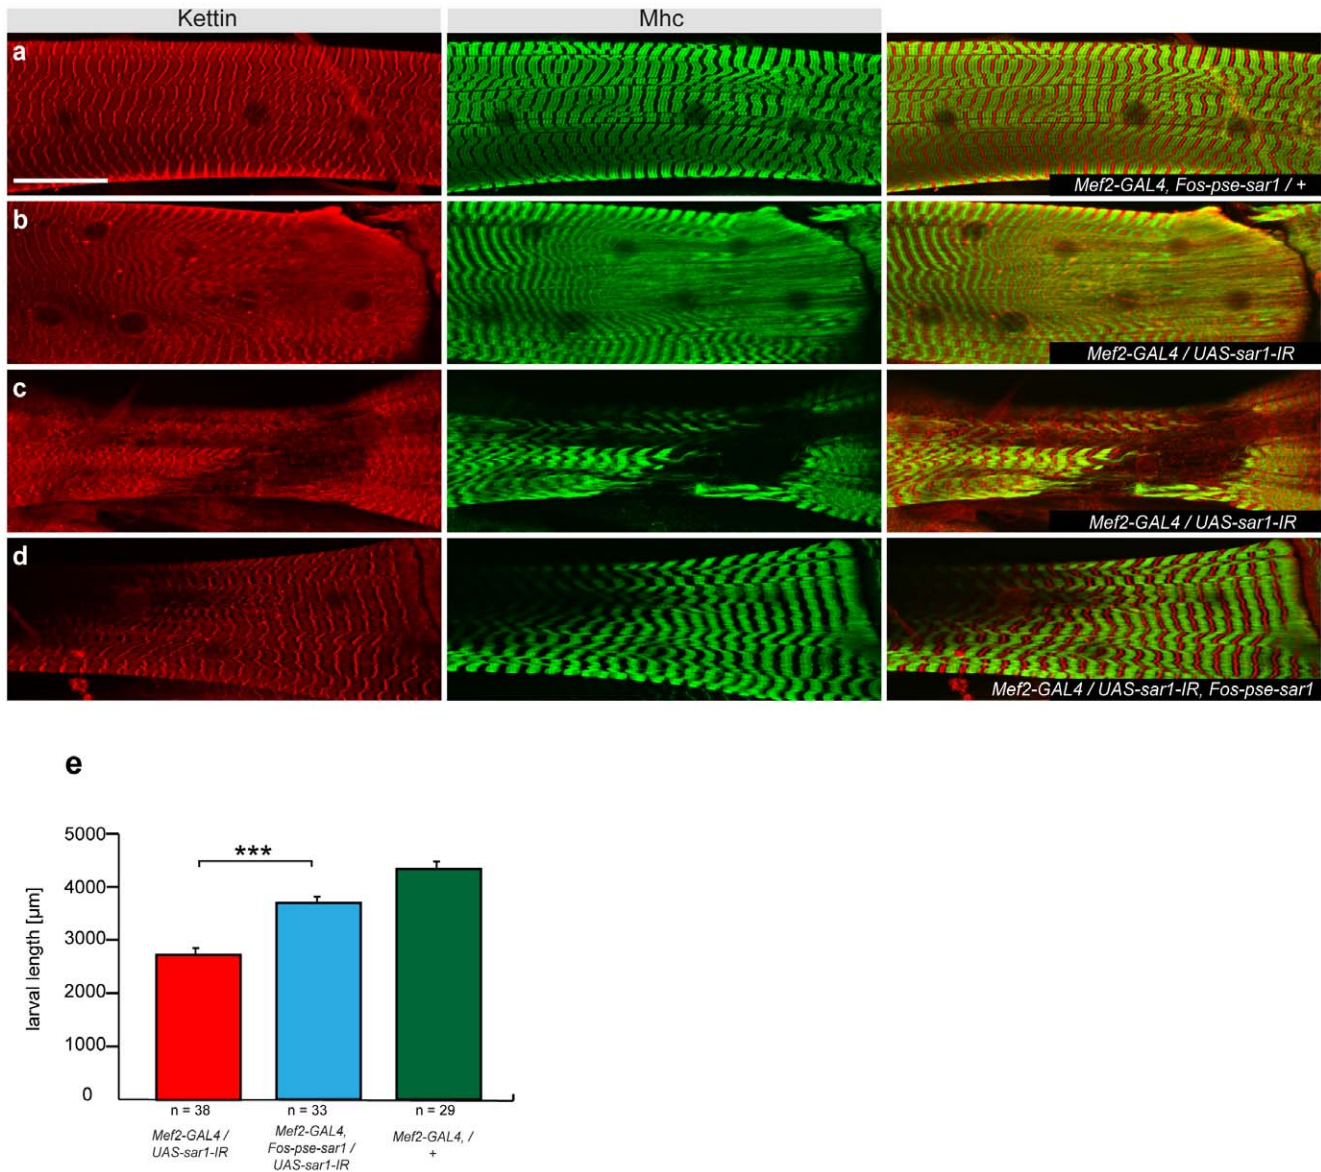 Kettin
Mhc
a
Mef2-GAL4, Fos-pse-sar1 / +
b
Mef2-GAL4 / UAS-sar1-IR
c
Mef2-GAL4 / UAS-sar1-IR
d
Mef2-GAL4 / UAS-sar1-IR, Fos-pse-sar1
e
5000
4000
3000
2000
1000
0
larval length [µm]
***
n = 38
n = 33
n = 29
Mef2-GAL4 /
UAS-sar1-IR
Mef2-GAL4,
Fos-pse-sar1 /
UAS-sar1-IR
Mef2-GAL4, /
+